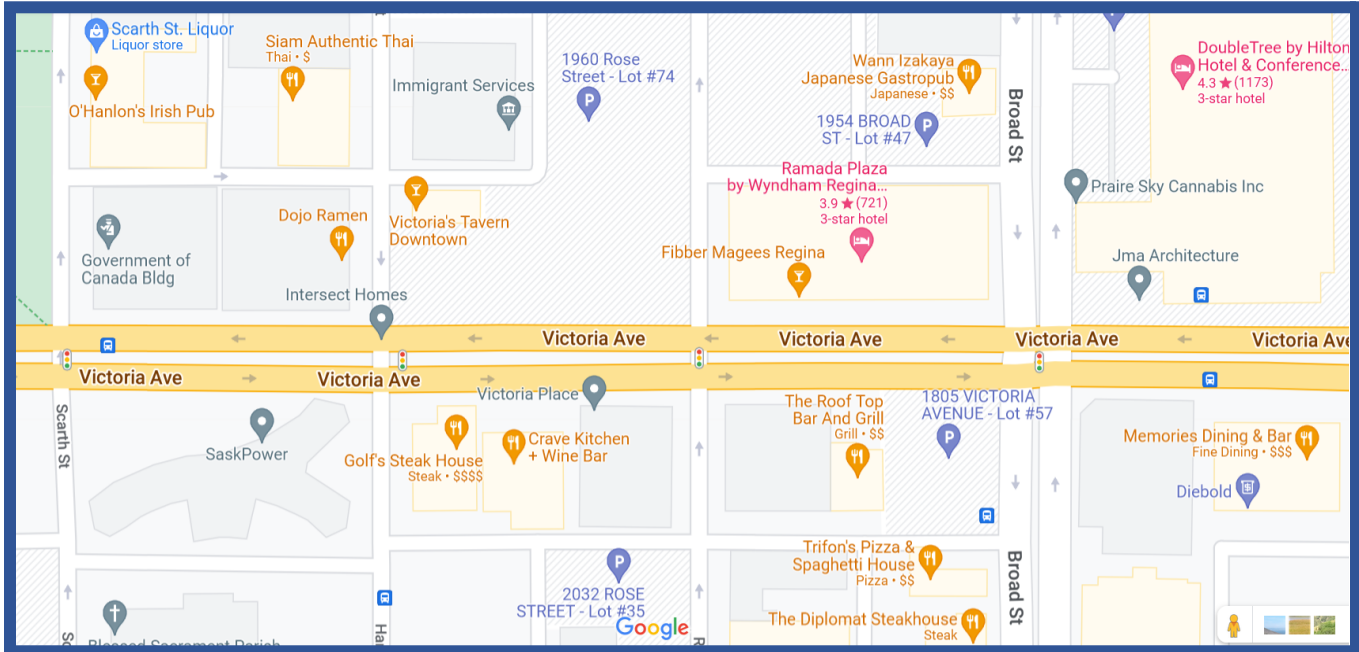 Scarth St. Liquor
Liquor store
O'Hanlon's Irish Pub
Siam Authentic Thai
Thai • $
Immigrant Services
1960 Rose
Street - Lot #74
Wann Izakaya
Japanese Gastropub
Japanese • $$
1954 BROAD
ST - Lot #47
Broad St
DoubleTree by Hilton
Hotel & Conference...
4.3 ★ (1173)
3-star hotel
Ramada Plaza
by Wyndham Regina...
3.9 ★ (721)
3-star hotel
Praire Sky Cannabis Inc
Dojo Ramen
Victoria's Tavern
Downtown
Government of
Canada Bldg
Fibber Magees Regina
Jma Architecture
Intersect Homes
Victoria Ave
Victoria Ave
Victoria Ave
Victoria Ave
Victoria Ave
Victoria Ave
Victoria Place
Scarth St
SaskPower
Golf's Steak House
Steak • $$$$
Crave Kitchen
+ Wine Bar
The Roof Top
Bar And Grill
Grill • $$
1805 VICTORIA
AVENUE - Lot #57
Memories Dining & Bar
Fine Dining • $$$
Diebold
Trifon's Pizza &
Spaghetti House
Pizza • $$
Broad St
2032 ROSE
STREET - Lot #35
The Diplomat Steakhouse
Steak
Blessed Sacrament Parish
Google